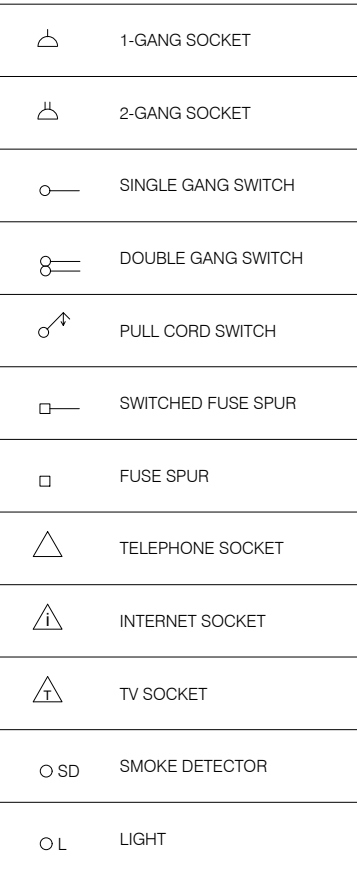 1-GANG SOCKET
2-GANG SOCKET
SINGLE GANG SWITCH
DOUBLE GANG SWITCH
PULL CORD SWITCH
SWITCHED FUSE SPUR
FUSE SPUR
TELEPHONE SOCKET
i INTERNET SOCKET
T TV SOCKET
SD SMOKE DETECTOR
L LIGHT